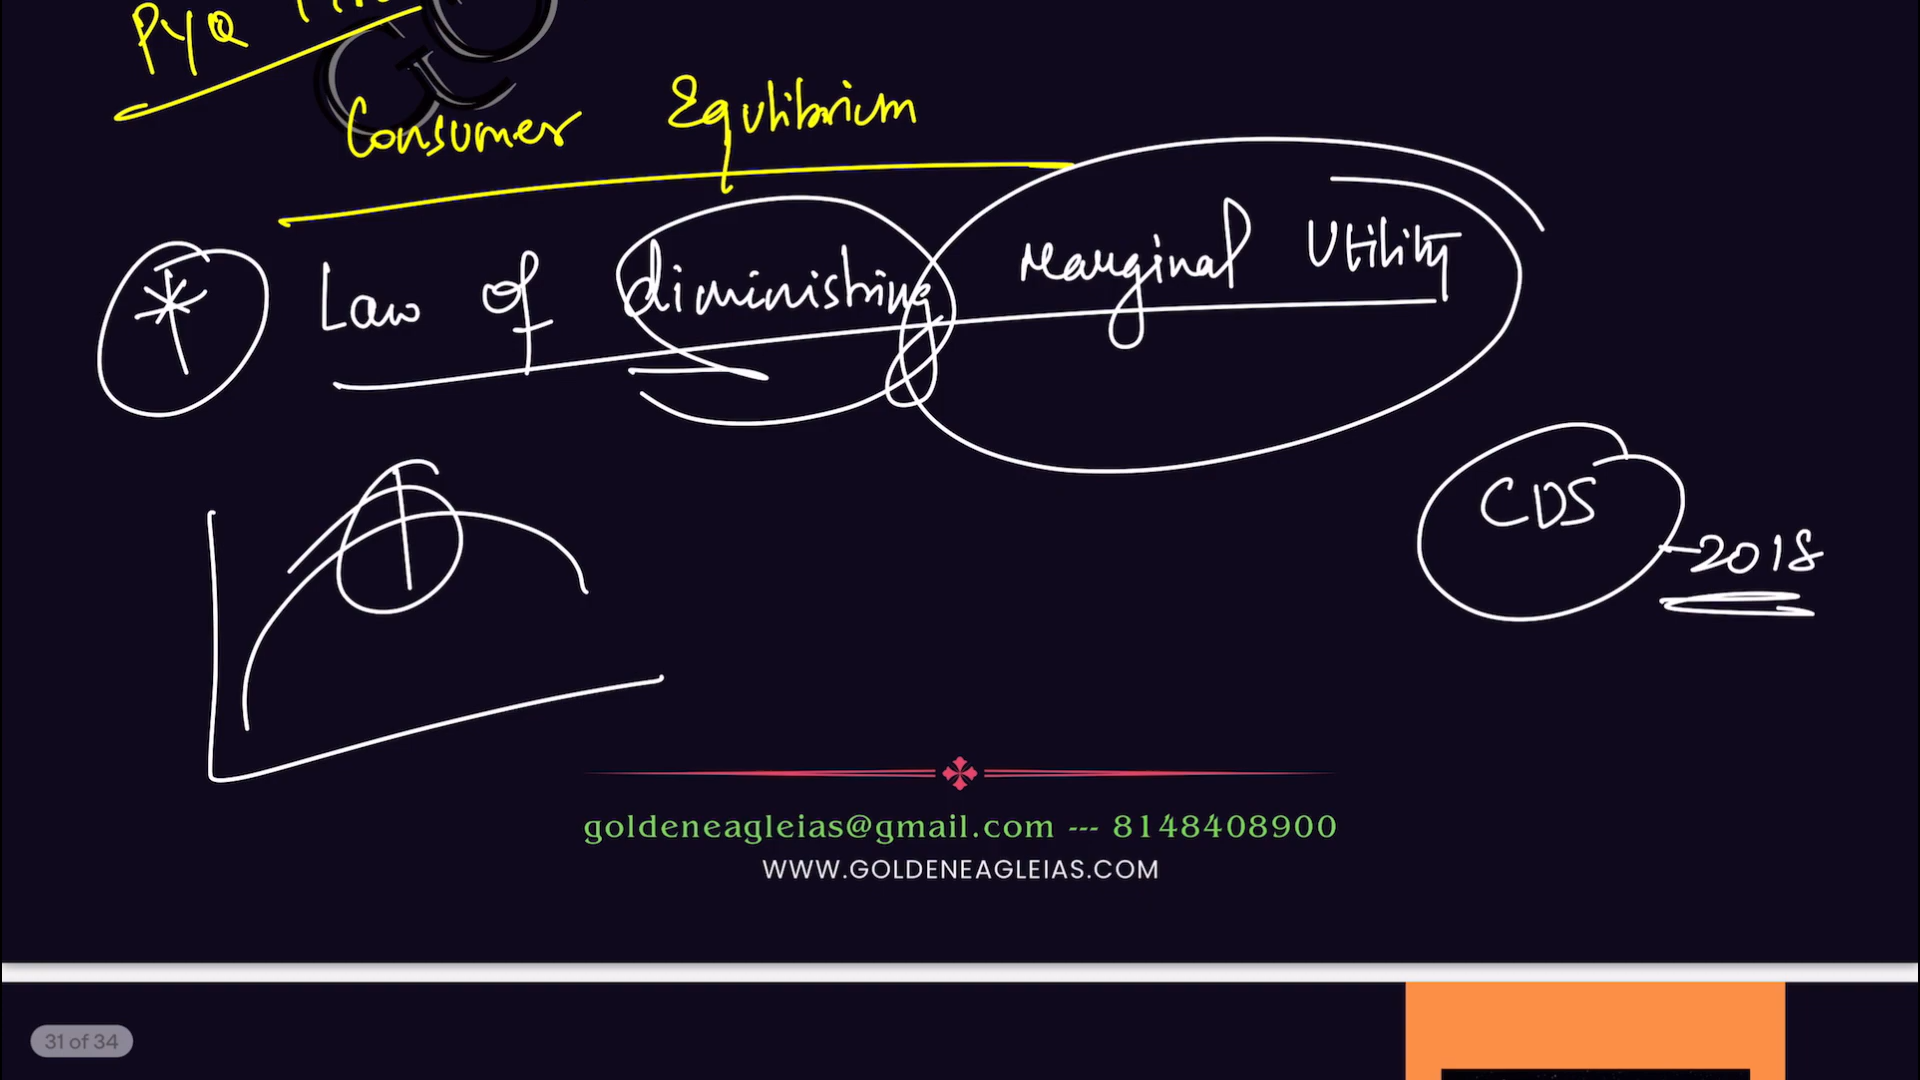 PYQ
Consumer Equlibrium
* Law of diminishing Marginal Utility
CDS
-2018
goldeneagleias@gmail.com --- 8148408900
WWW.GOLDENEAGLEIAS.COM
31 of 34